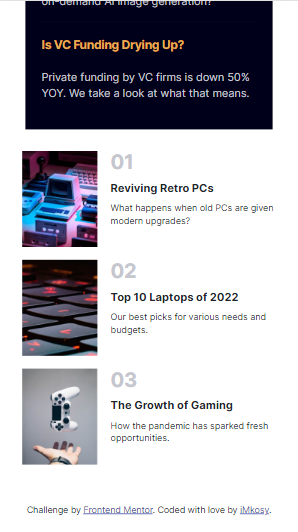 on-demand AI image generation?
Is VC Funding Drying Up?
Private funding by VC firms is down 50%
YOY. We take a look at what that means.
01
Reviving Retro PCs
What happens when old PCs are given
modern upgrades?
02
Top 10 Laptops of 2022
Our best picks for various needs and
budgets.
03
The Growth of Gaming
How the pandemic has sparked fresh
opportunities.
Challenge by Frontend Mentor. Coded with love by iMkosy.